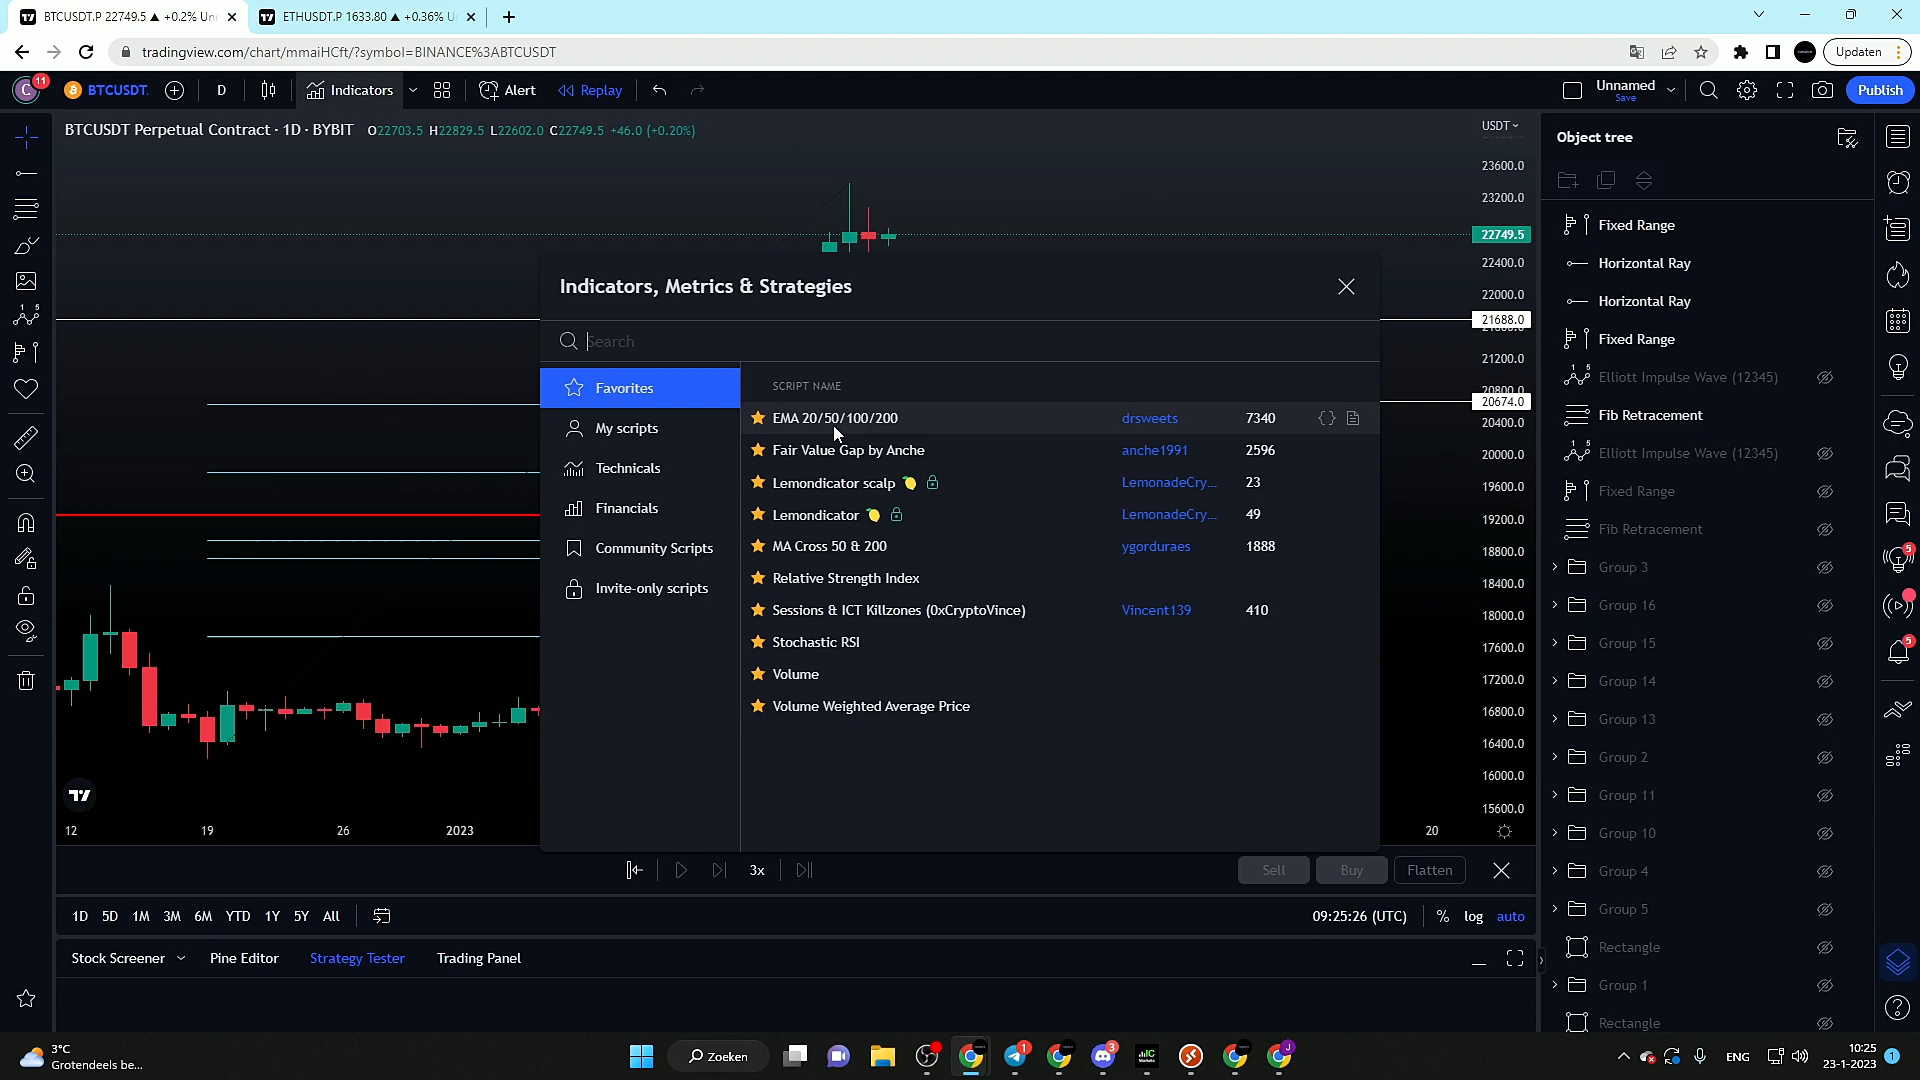 BTCUSDT.P 22749.5 ▲ +0.2% Unn
ETHUSDT.P 1633.80 ▲ +0.36% U
tradingview.com/chart/mmaiHCft/?symbol=BINANCE%3ABTCUSDT
Updaten
C 11
BTCUSDT.
D
Indicators
Alert
Replay
Unnamed
Save
Publish
BTCUSDT Perpetual Contract · 1D · BYBIT O22703.5 H22829.5 L22602.0 C22749.5 +46.0 (+0.20%)
USDT
23600.0
23200.0
22749.5
22400.0
22000.0
21688.0
21200.0
20800.0
20674.0
20400.0
20000.0
19600.0
19200.0
18800.0
18400.0
18000.0
17600.0
17200.0
16800.0
16400.0
16000.0
15600.0
Indicators, Metrics & Strategies
Search
Favorites
My scripts
Technicals
Financials
Community Scripts
Invite-only scripts
SCRIPT NAME
EMA 20/50/100/200 drsweets 7340
Fair Value Gap by Anche anche1991 2596
Lemondicator scalp 🍋 LemonadeCry... 23
Lemondicator 🍋 LemonadeCry... 49
MA Cross 50 & 200 ygorduraes 1888
Relative Strength Index
Sessions & ICT Killzones (0xCryptoVince) Vincent139 410
Stochastic RSI
Volume
Volume Weighted Average Price
12 19 26 2023 20
3x
Sell Buy Flatten
1D 5D 1M 3M 6M YTD 1Y 5Y All
09:25:26 (UTC) % log auto
Stock Screener Pine Editor Strategy Tester Trading Panel
Object tree
Fixed Range
Horizontal Ray
Horizontal Ray
Fixed Range
Elliott Impulse Wave (12345)
Fib Retracement
Elliott Impulse Wave (12345)
Fixed Range
Fib Retracement
Group 3
Group 16
Group 15
Group 14
Group 13
Group 2
Group 11
Group 10
Group 4
Group 5
Rectangle
Group 1
Rectangle
5
5
3°C
Grotendeels be...
Zoeken
1
3
IC
Markets
J
ENG
10:25
23-1-2023
1